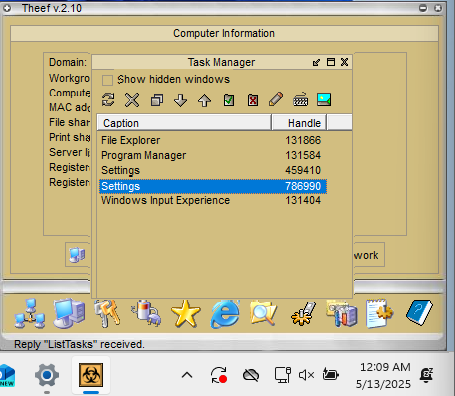 Theef v.2.10
Computer Information
Domain:
Task Manager
Show hidden windows
Workgro
Compute
MAC add
File shar
Print sha
Server li
Register
Register
Caption Handle
File Explorer 131866
Program Manager 131584
Settings 459410
Settings 786990
Windows Input Experience 131404
work
Reply "ListTasks" received.
NEW
12:09 AM
5/13/2025